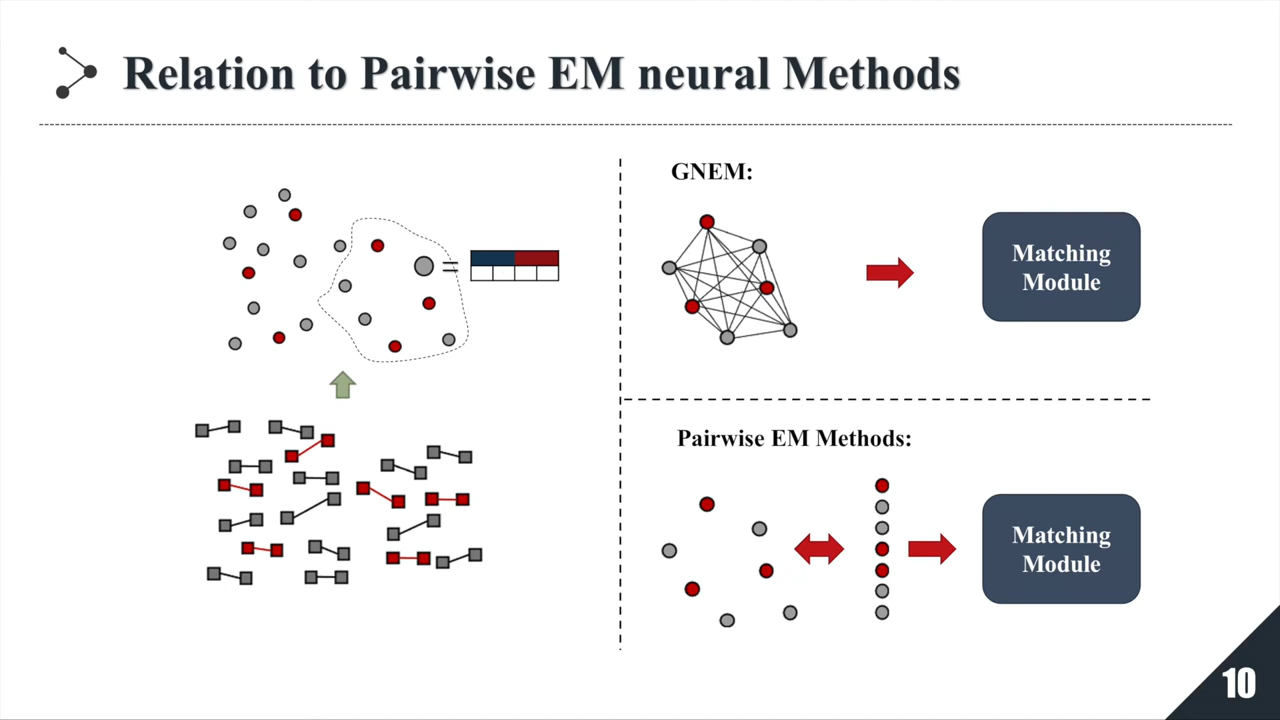 Relation to Pairwise EM neural Methods
GNEM:
Matching
Module
Pairwise EM Methods:
Matching
Module
10